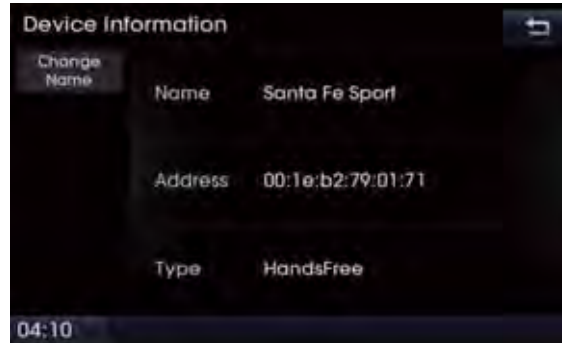 Device Information
Change
Name
Name Santa Fe Sport
Address 00:1e:b2:79:01:71
Type HandsFree
04:10